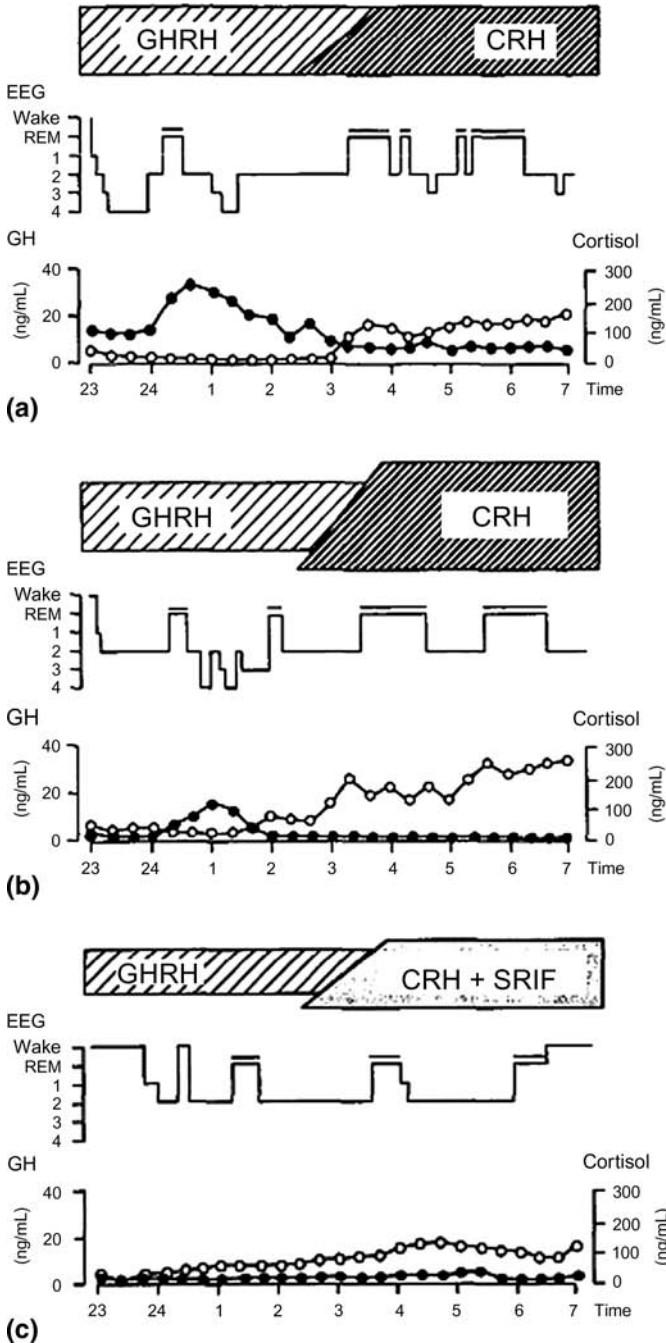 GHRH CRH
EEG
Wake
REM
1
2
3
4
GH Cortisol
40 300
(ng/mL) 200 (ng/mL)
20
100
0 0
23 24 1 2 3 4 5 6 7 Time
(a)
GHRH CRH
EEG
Wake
REM
1
2
3
4
GH Cortisol
40 300
(ng/mL) 200 (ng/mL)
20
100
0 0
23 24 1 2 3 4 5 6 7 Time
(b)
GHRH CRH + SRIF
EEG
Wake
REM
1
2
3
4
GH Cortisol
40 300
(ng/mL) 200 (ng/mL)
20
100
0 0
23 24 1 2 3 4 5 6 7 Time
(c)